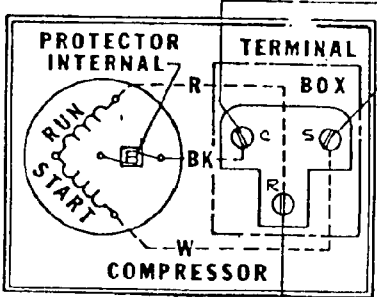 PROTECTOR
INTERNAL
TERMINAL
BOX
R
RUN
START
BK
C
S
R
W
COMPRESSOR